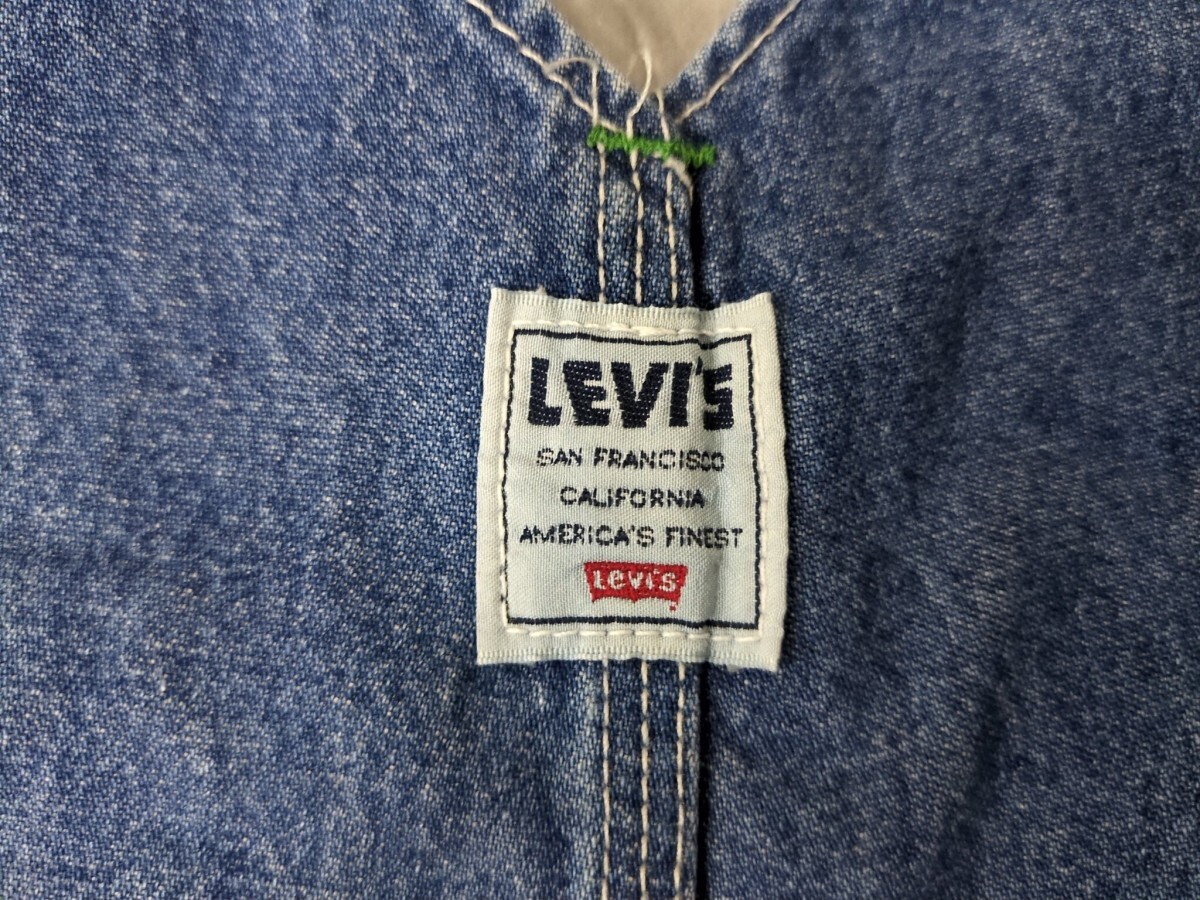 LEVI'S
SAN FRANCISCO
CALIFORNIA
AMERICA'S FINEST
Levi's